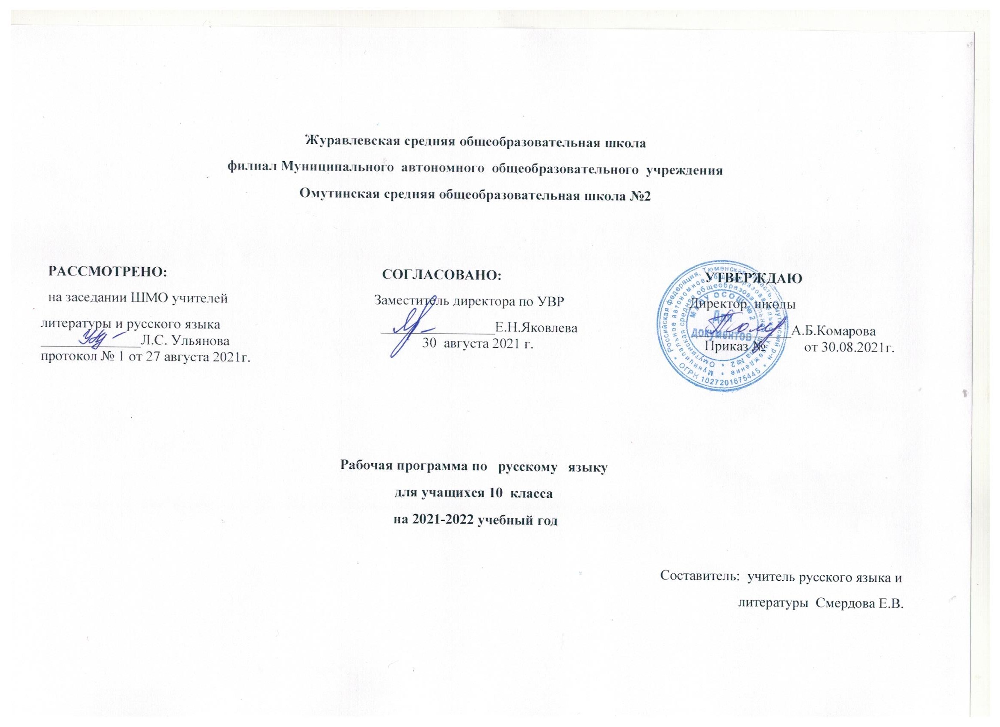 Журавлевская средняя общеобразовательная школа
филиал Муниципального автономного общеобразовательного учреждения
Омутинская средняя общеобразовательная школа №2
РАССМОТРЕНО:
на заседании ШМО учителей
литературы и русского языка
______________Л.С. Ульянова
протокол № 1 от 27 августа 2021г.
СОГЛАСОВАНО:
Заместитель директора по УВР
________________Е.Н.Яковлева
30 августа 2021 г.
УТВЕРЖДАЮ
Директор школы
______________А.Б.Комарова
Приказ № от 30.08.2021г.
Российская Федерация, Тюменская область, Омутинский р-н
ОГРН 1027201675445
Муниципальное автономное общеобразовательное учреждение
Омутинская средняя общеобразовательная школа №2
МАОУ ОСОШ №2
Для
документов
Рабочая программа по русскому языку
для учащихся 10 класса
на 2021-2022 учебный год
Составитель: учитель русского языка и
литературы Смердова Е.В.